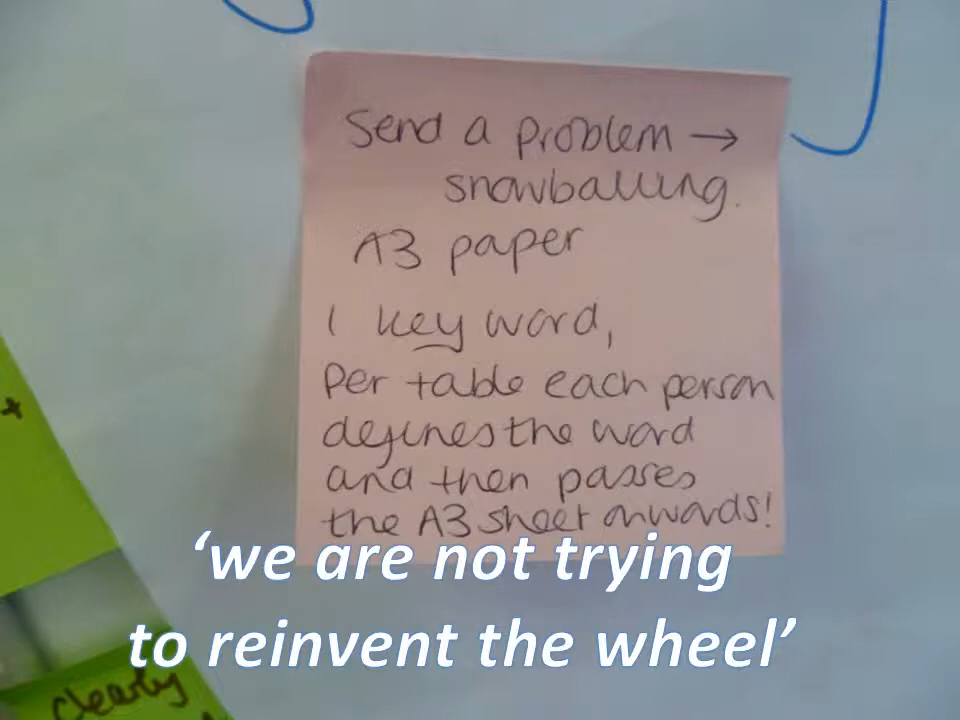 Send a problem →
snowballing.
A3 paper
1 key word,
Per table each person
defines the word
and then passes
the A3 sheet onwards!
+
‘we are not trying
to reinvent the wheel’
clearly